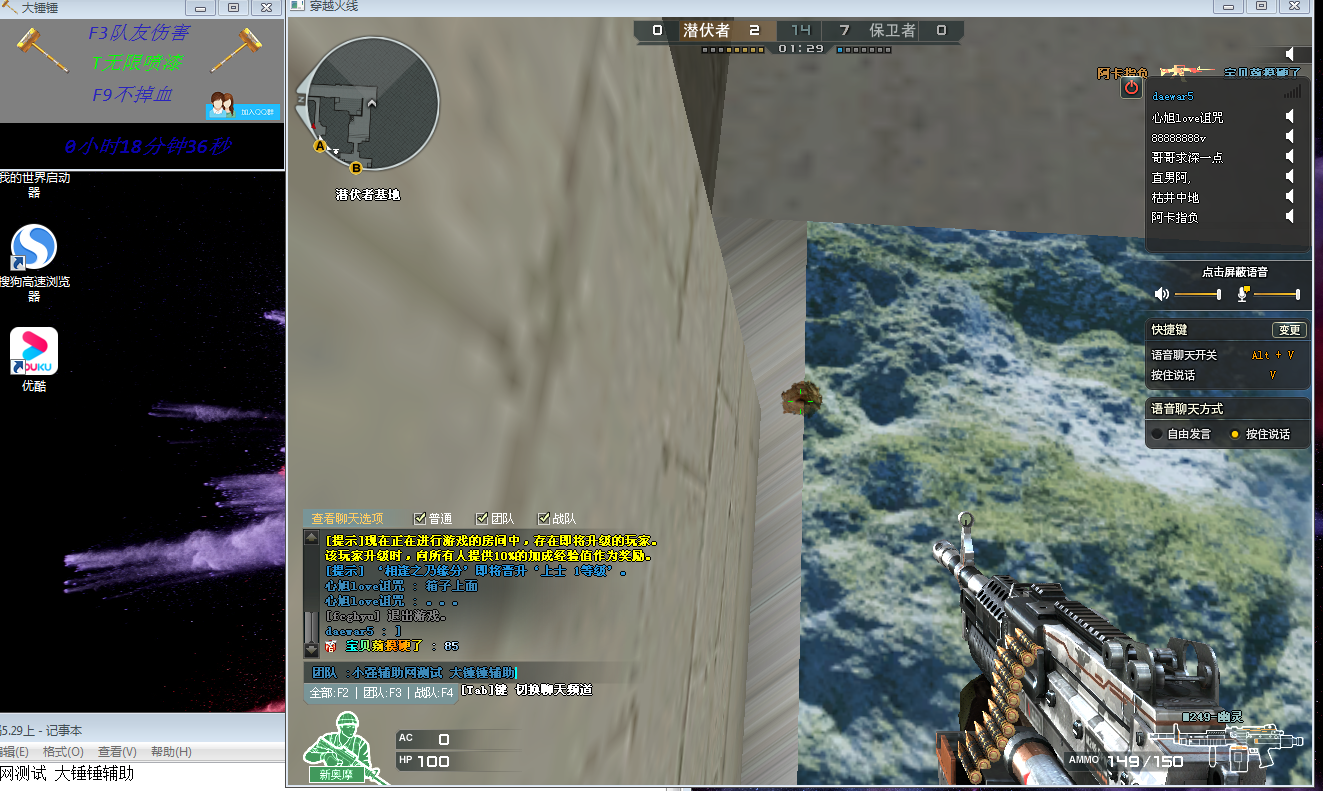 大锤锤
F3队友伤害
T无限喷漆
F9不掉血
加入QQ群
0小时18分钟36秒
我的世界启动
器
搜狗高速浏览
器
YOUKU
优酷
5.29上 - 记事本
编辑(E) 格式(O) 查看(V) 帮助(H)
网测试 大锤锤辅助
穿越火线
0 潜伏者 2 14 7 保卫者 0
01:29
N
A
B
潜伏者基地
阿卡指负
daewar5
心旭love诅咒
88888888v
哥哥求深一点
直男阿,
枯井中地
阿卡指负
点击屏蔽语音
快捷键 变更
语音聊天开关 Alt + V
按住说话 V
语音聊天方式
自由发言 按住说话
查看聊天选项 普通 团队 战队
[提示]现在正在进行游戏的房间中，存在即将升级的玩家。
该玩家升级时，向所有人提供10%的加成经验值作为奖励。
[提示] ‘相逢之乃缘分’即将晋升‘上士 1等级’。
心旭love诅咒 : 箱子上面
心旭love诅咒 : 。。。
[fcghyu] 退出游戏。
daewar5 : ]
: 85
团队 :小强辅助网测试 大锤锤辅助
全部:F2 | 团队:F3 | 战队:F4 [Tab]键 切换聊天频道
新奥摩
AC 0
HP 100
M249-幽灵
AMMO 149/150